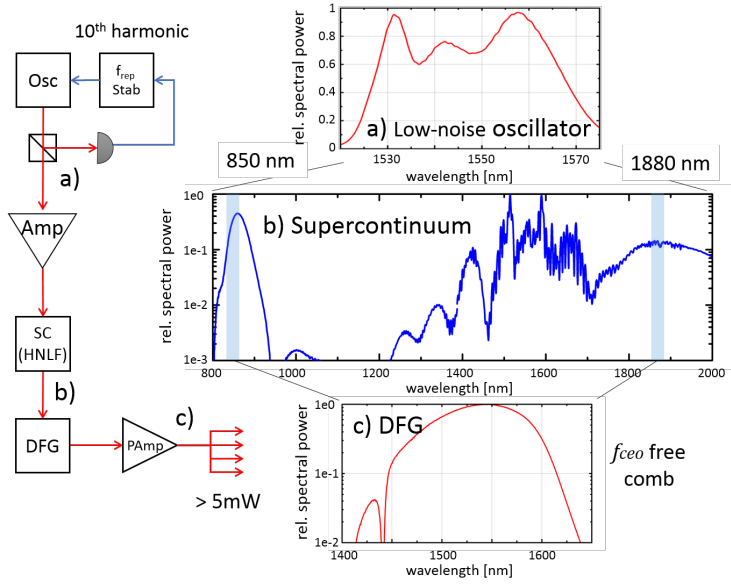 10th harmonic
Osc
frep
Stab
a)
Amp
SC
(HNLF)
b)
DFG
PAmp
c)
> 5mW
rel. spectral power
1
0.8
0.6
0.4
0.2
0
a) Low-noise oscillator
1530
1550
1570
wavelength [nm]
850 nm
1880 nm
rel. spectral power
1e0
1e-1
1e-2
1e-3
b) Supercontinuum
800
1000
1200
1400
1600
1800
2000
wavelength [nm]
rel. spectral power
1e0
1e-1
1e-2
c) DFG
1400
1500
1600
wavelength [nm]
fceo free
comb